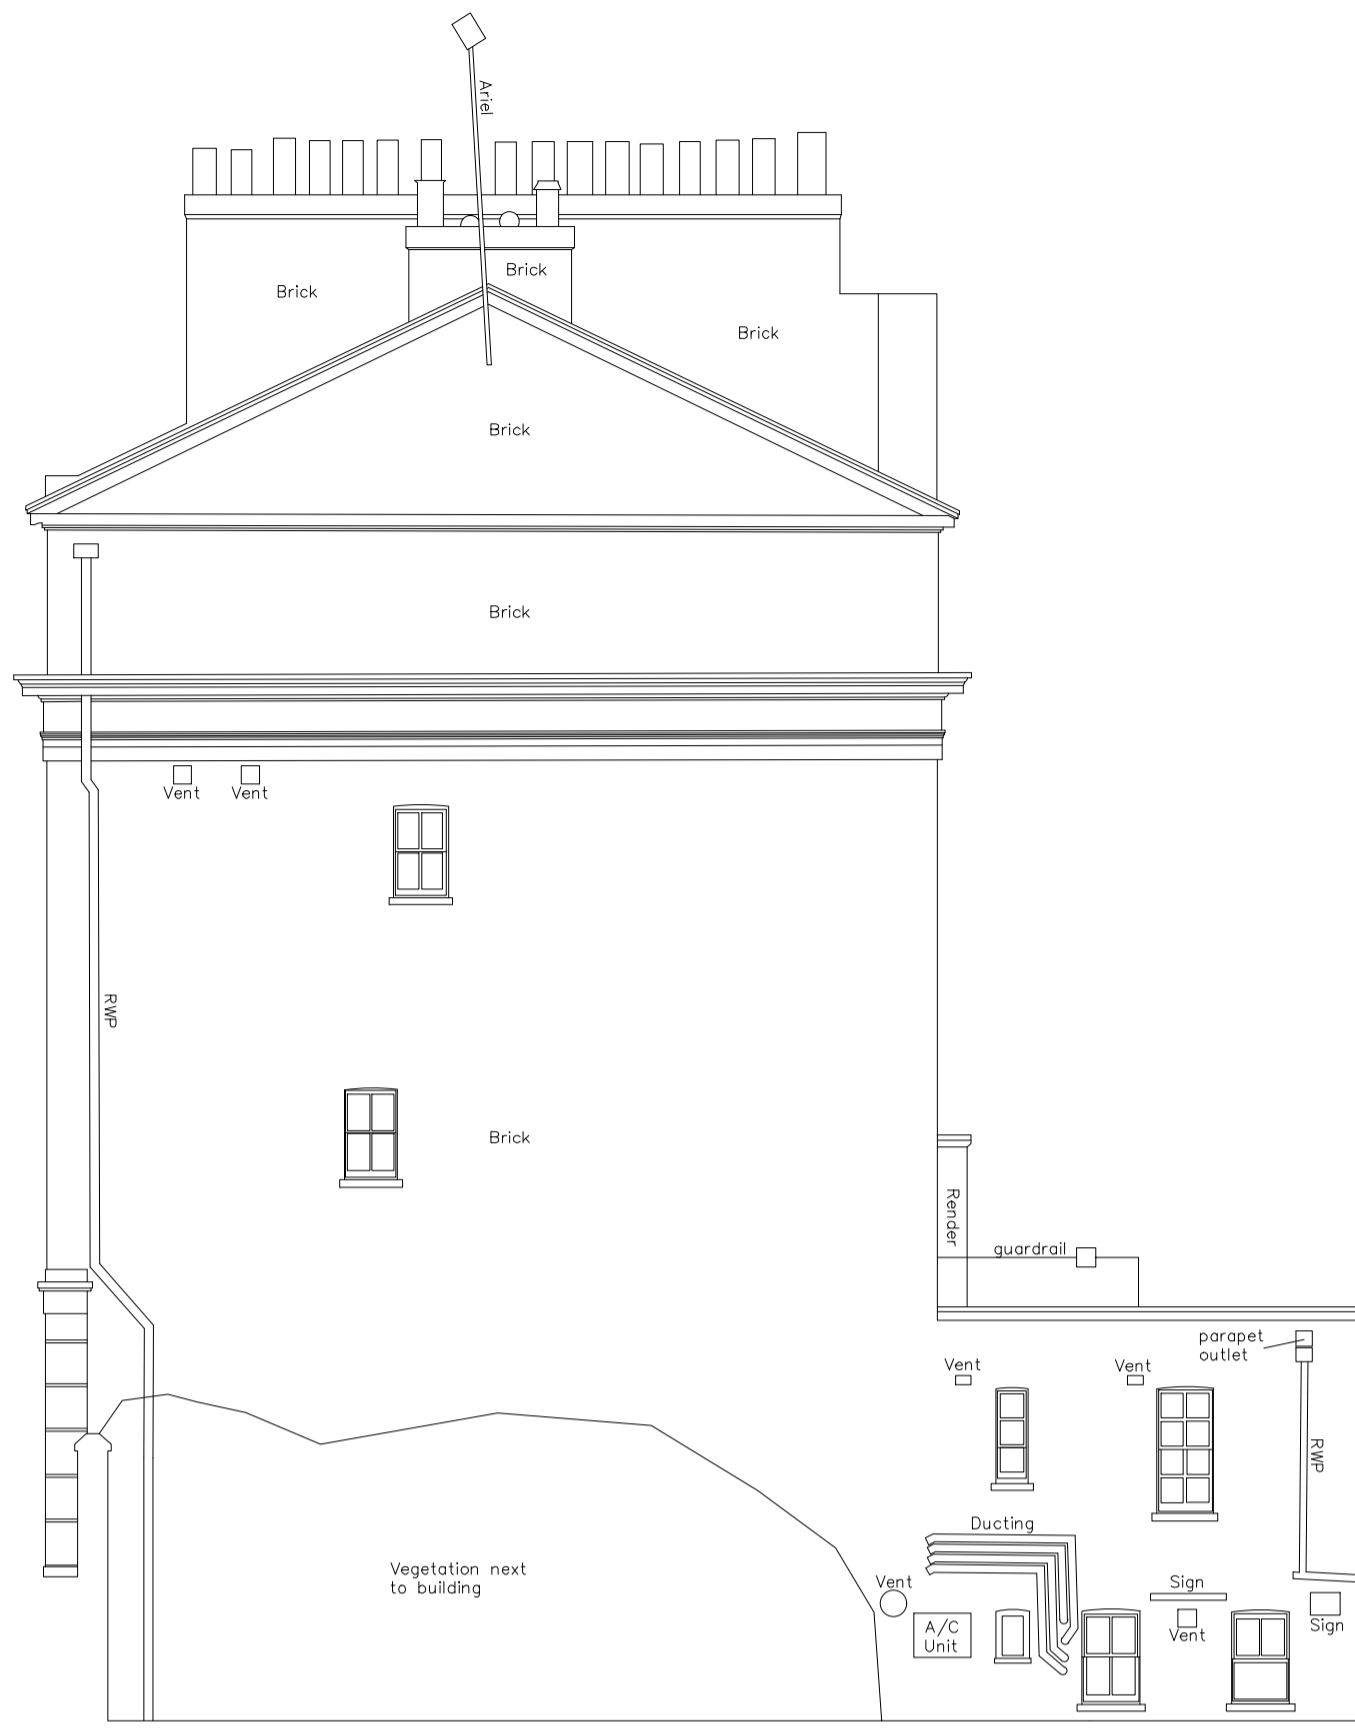 Ariel
Brick
Brick
Brick
Brick
Brick
Vent
Vent
RWP
Brick
Render
guardrail
parapet
outlet
Vent
Vent
RWP
Ducting
Vegetation next
to building
Vent
Sign
A/C
Unit
Vent
Sign